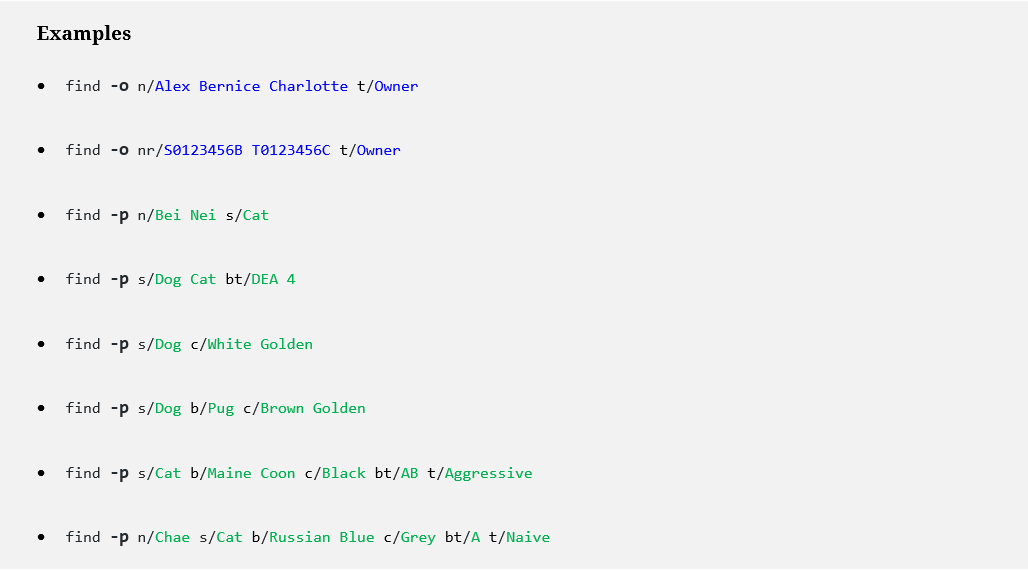 Examples
• find -o n/Alex Bernice Charlotte t/Owner
• find -o nr/S0123456B T0123456C t/Owner
• find -p n/Bei Nei s/Cat
• find -p s/Dog Cat bt/DEA 4
• find -p s/Dog c/White Golden
• find -p s/Dog b/Pug c/Brown Golden
• find -p s/Cat b/Maine Coon c/Black bt/AB t/Aggressive
• find -p n/Chae s/Cat b/Russian Blue c/Grey bt/A t/Naive